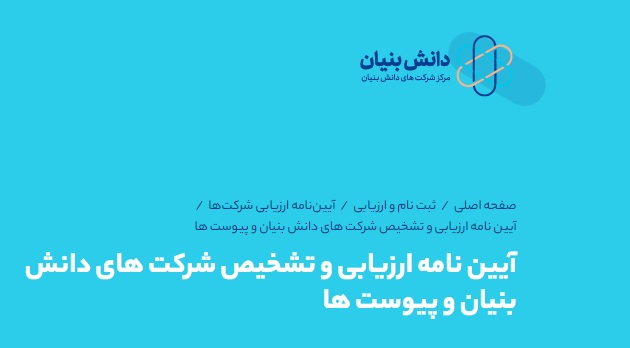 دانش بنیان
مرکز شرکت های دانش بنیان
صفحه اصلی / ثبت نام و ارزیابی / آیین‌نامه ارزیابی شرکت‌ها /
آیین نامه ارزیابی و تشخیص شرکت های دانش بنیان و پیوست ها
آیین نامه ارزیابی و تشخیص شرکت های دانش
بنیان و پیوست ها